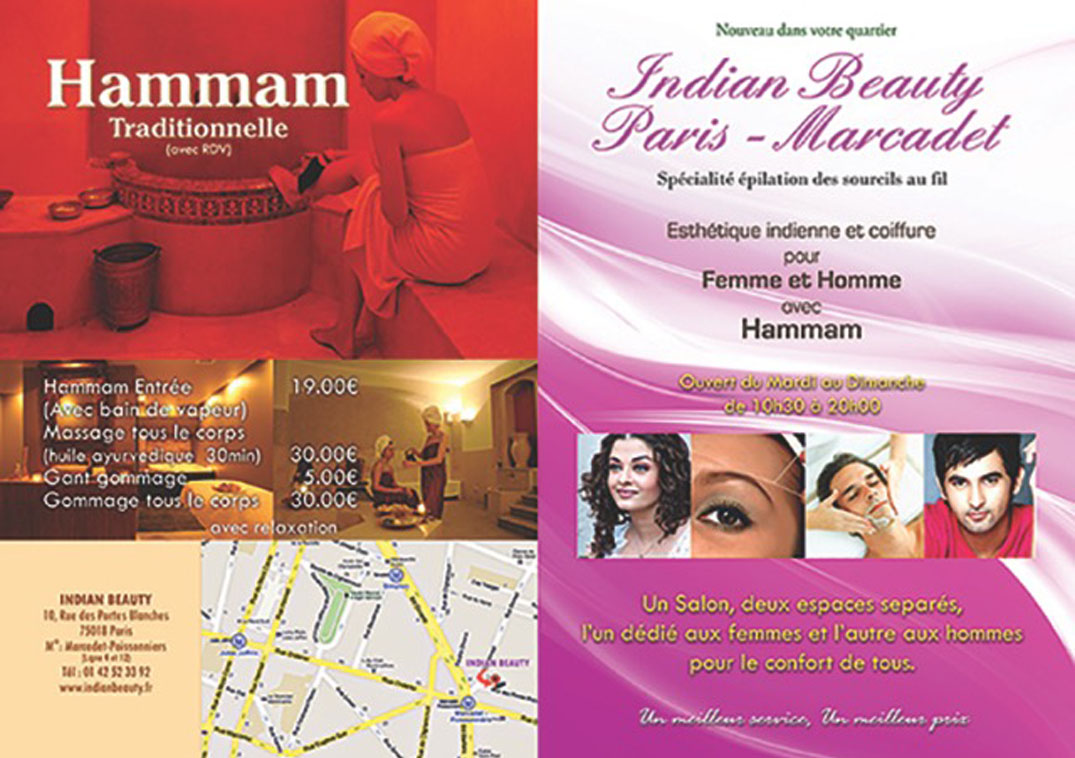 Hammam
Traditionnelle
(avec RDV)
Hammam Entrée 19.00€
(Avec bain de vapeur)
Massage tous le corps
(huile ayurvedique 30min) 30.00€
Gant gommage 5.00€
Gommage tous le corps 30.00€
avec relaxation
INDIAN BEAUTY
10, Rue des Portes Blanches
75018 Paris
M°: Marcadet-Poissonniers
(Ligne 4 et 12)
Tél : 01 42 52 33 92
www.indianbeauty.fr
Jules Joffrin
INDIAN BEAUTY
Marcadet -
Nouveau dans votre quartier
Indian Beauty
Paris - Marcadet
Spécialité épilation des sourcils au fil
Esthétique indienne et coiffure
pour
Femme et Homme
avec
Hammam
Ouvert du Mardi au Dimanche
de 10h30 à 20h00
Un Salon, deux espaces separés,
l'un dédié aux femmes et l'autre aux hommes
pour le confort de tous.
Un meilleur service, Un meilleur prix